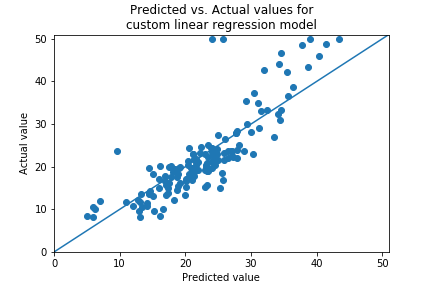 Predicted vs. Actual values for
custom linear regression model
50
40
30
20
10
0
Actual value
0 10 20 30 40 50
Predicted value